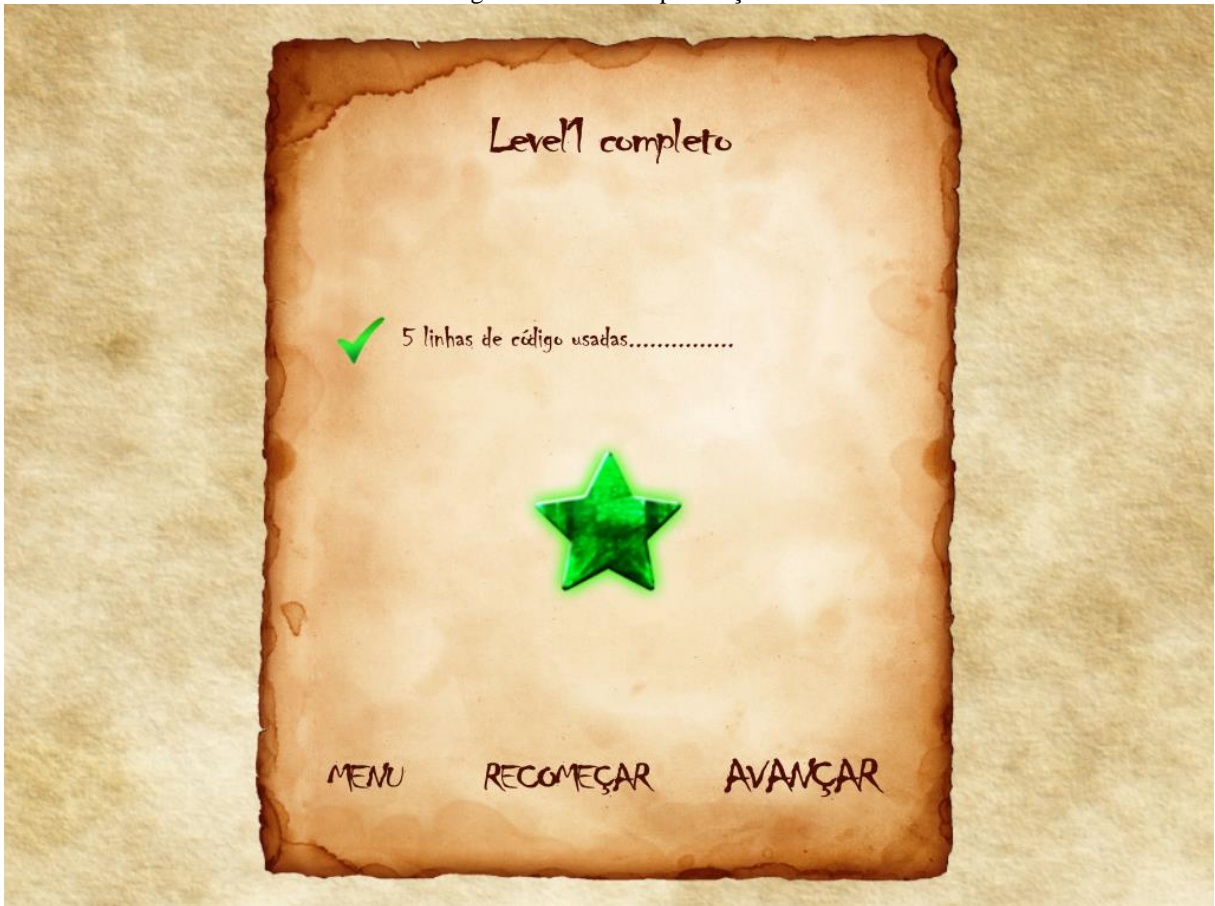 Level1 completo
5 linhas de código usadas...............
MENU RECOMEÇAR AVANÇAR